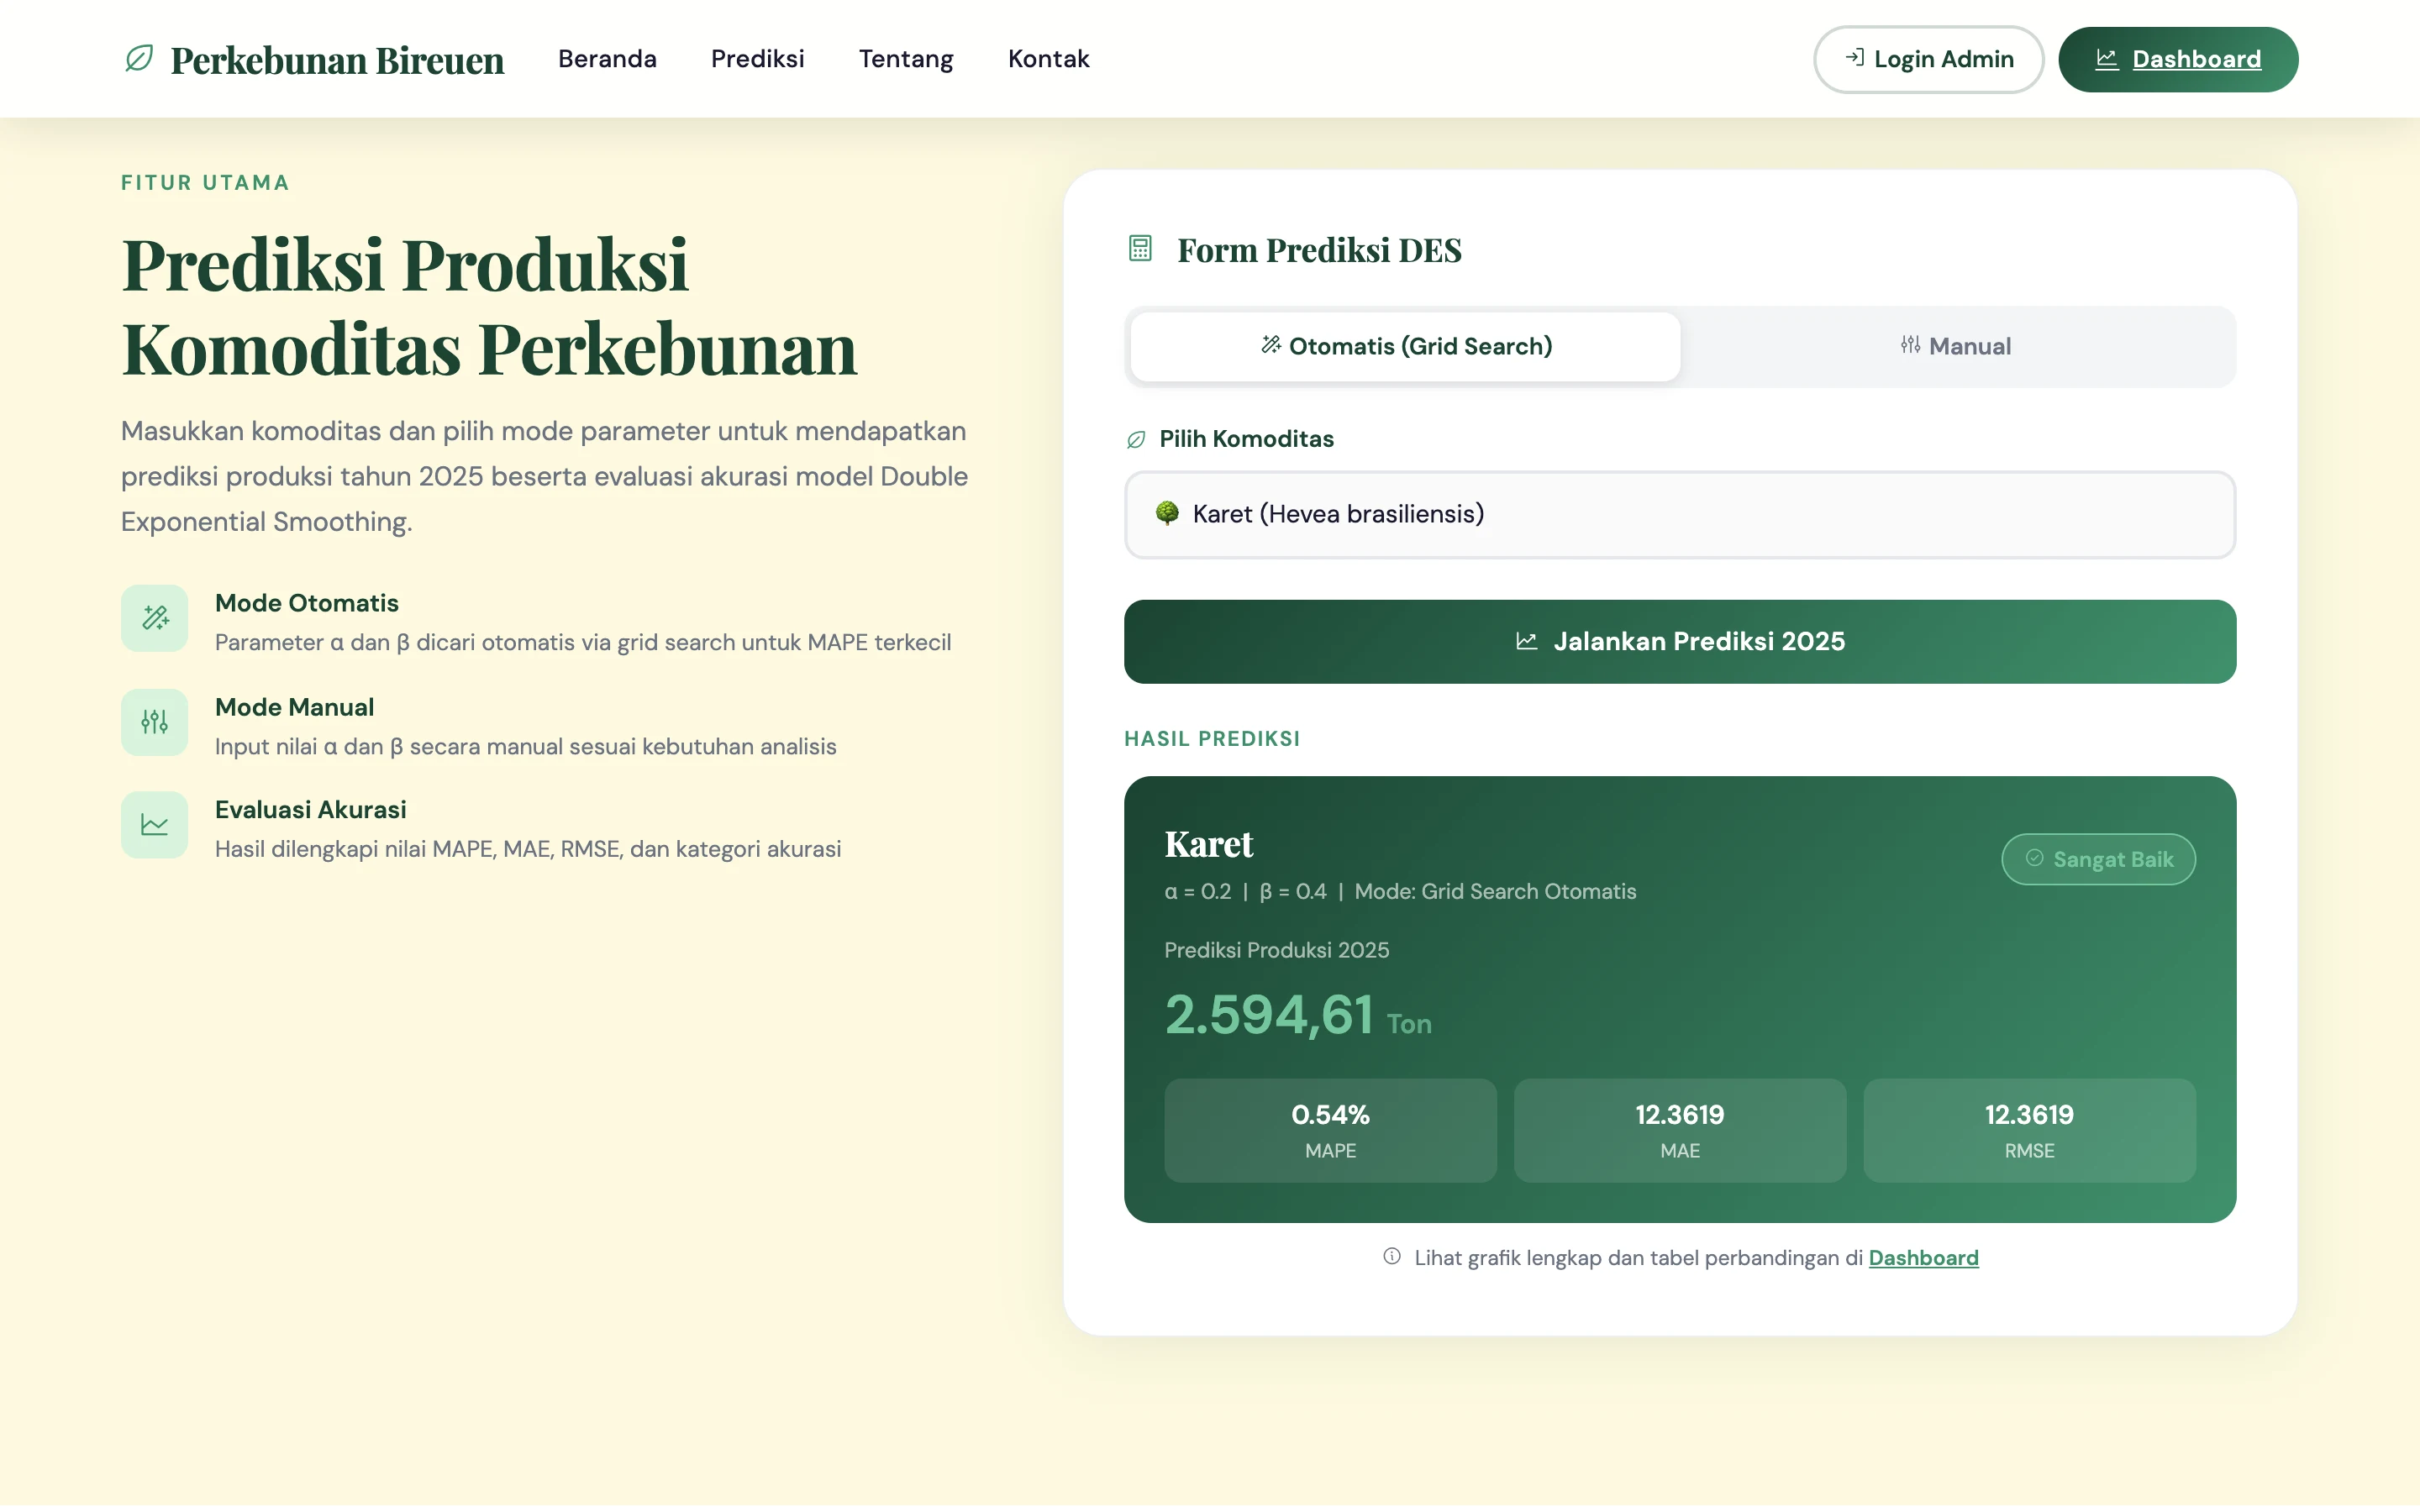 Perkebunan Bireuen
Beranda
Prediksi
Tentang
Kontak
Login Admin
Dashboard
FITUR UTAMA
Prediksi Produksi
Komoditas Perkebunan
Masukkan komoditas dan pilih mode parameter untuk mendapatkan
prediksi produksi tahun 2025 beserta evaluasi akurasi model Double
Exponential Smoothing.
Mode Otomatis
Parameter α dan β dicari otomatis via grid search untuk MAPE terkecil
Mode Manual
Input nilai α dan β secara manual sesuai kebutuhan analisis
Evaluasi Akurasi
Hasil dilengkapi nilai MAPE, MAE, RMSE, dan kategori akurasi
Form Prediksi DES
Otomatis (Grid Search)
Manual
Pilih Komoditas
Karet (Hevea brasiliensis)
Jalankan Prediksi 2025
HASIL PREDIKSI
Karet
Sangat Baik
α = 0.2 | β = 0.4 | Mode: Grid Search Otomatis
Prediksi Produksi 2025
2.594,61 Ton
0.54%
MAPE
12.3619
MAE
12.3619
RMSE
Lihat grafik lengkap dan tabel perbandingan di Dashboard